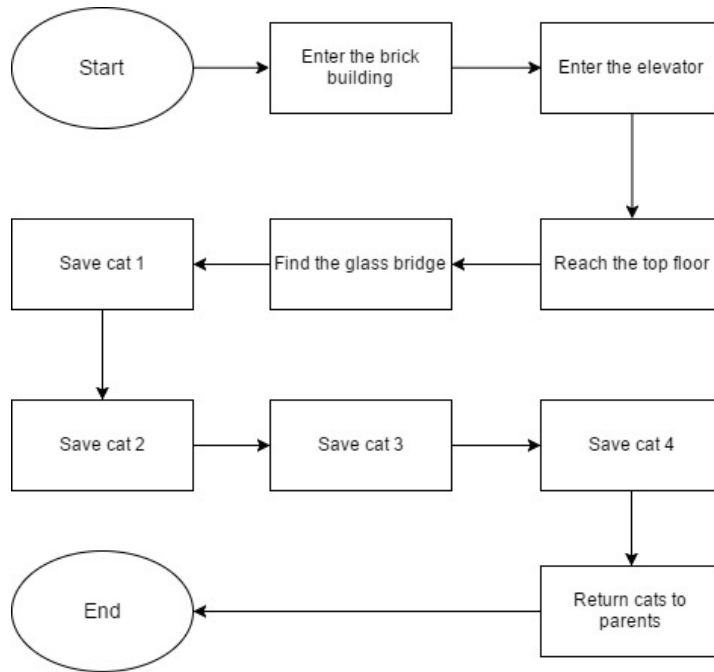 Start
Enter the brick
building
Enter the elevator
Save cat 1
Find the glass bridge
Reach the top floor
Save cat 2
Save cat 3
Save cat 4
End
Return cats to
parents